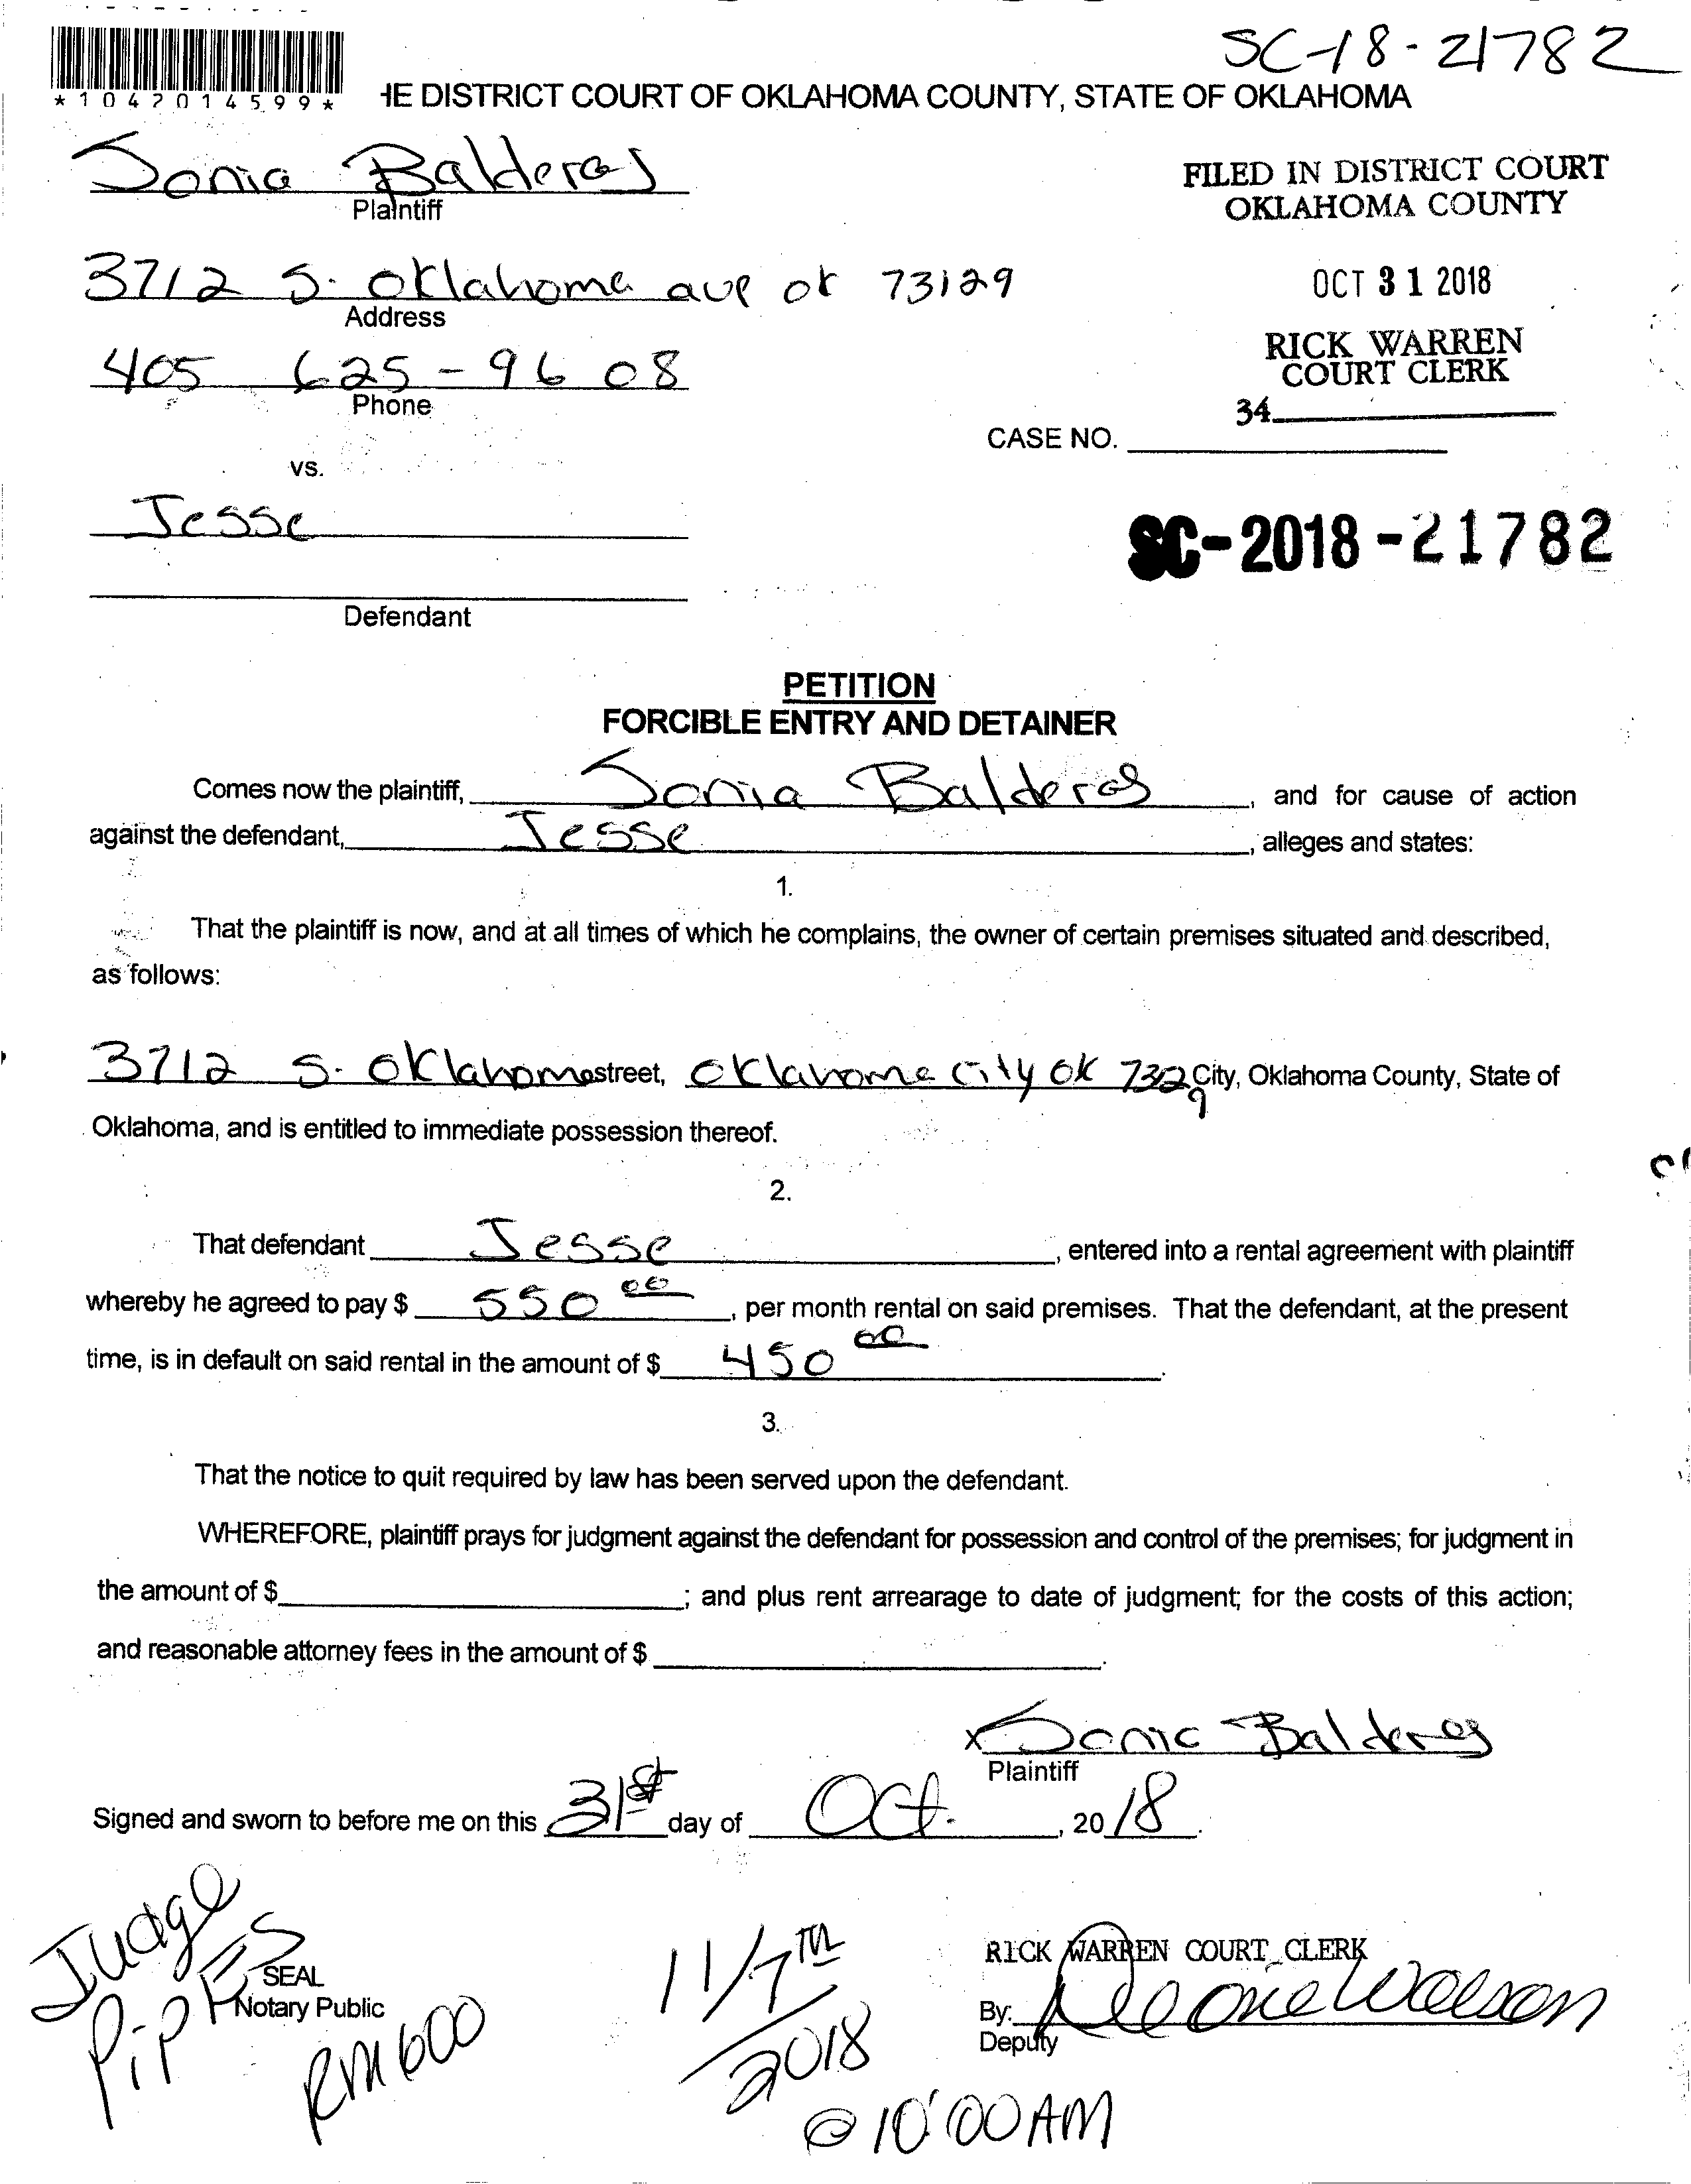 SC-18-21782
*1042014599*
HE DISTRICT COURT OF OKLAHOMA COUNTY, STATE OF OKLAHOMA
Sonia Balderas
Plaintiff
FILED IN DISTRICT COURT
OKLAHOMA COUNTY
3712 S. Oklahoma ave ok 73129
Address
OCT 31 2018
405 625-9608
Phone
RICK WARREN
COURT CLERK
34
CASE NO.
vs.
Jesse
SC-2018-21782
Defendant
PETITION
FORCIBLE ENTRY AND DETAINER
Comes now the plaintiff, Sonia Balderas, and for cause of action
against the defendant, Jesse, alleges and states:
1.
That the plaintiff is now, and at all times of which he complains, the owner of certain premises situated and described,
as follows:
3712 S. Oklahoma street, Oklahoma City OK 73129 City, Oklahoma County, State of
Oklahoma, and is entitled to immediate possession thereof.
2.
That defendant Jesse, entered into a rental agreement with plaintiff
whereby he agreed to pay $ 550 00, per month rental on said premises. That the defendant, at the present
time, is in default on said rental in the amount of $ 450 00.
3.
That the notice to quit required by law has been served upon the defendant.
WHEREFORE, plaintiff prays for judgment against the defendant for possession and control of the premises; for judgment in
the amount of $; and plus rent arrearage to date of judgment; for the costs of this action;
and reasonable attorney fees in the amount of $.
x Sonia Balderas
Plaintiff
Signed and sworn to before me on this 31st day of Oct., 2018.
Judge
PiPES
SEAL
Notary Public
RM 600
11/7TH
2018
@ 10:00 AM
RICK WARREN COURT CLERK
By:
Deputy